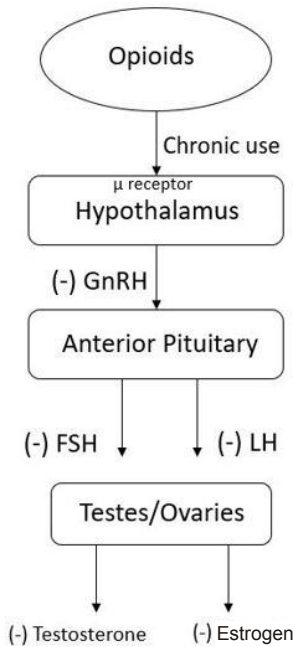 Opioids
Chronic use
μ receptor
Hypothalamus
(-) GnRH
Anterior Pituitary
(-) FSH
(-) LH
Testes/Ovaries
(-) Testosterone
(-) Estrogen